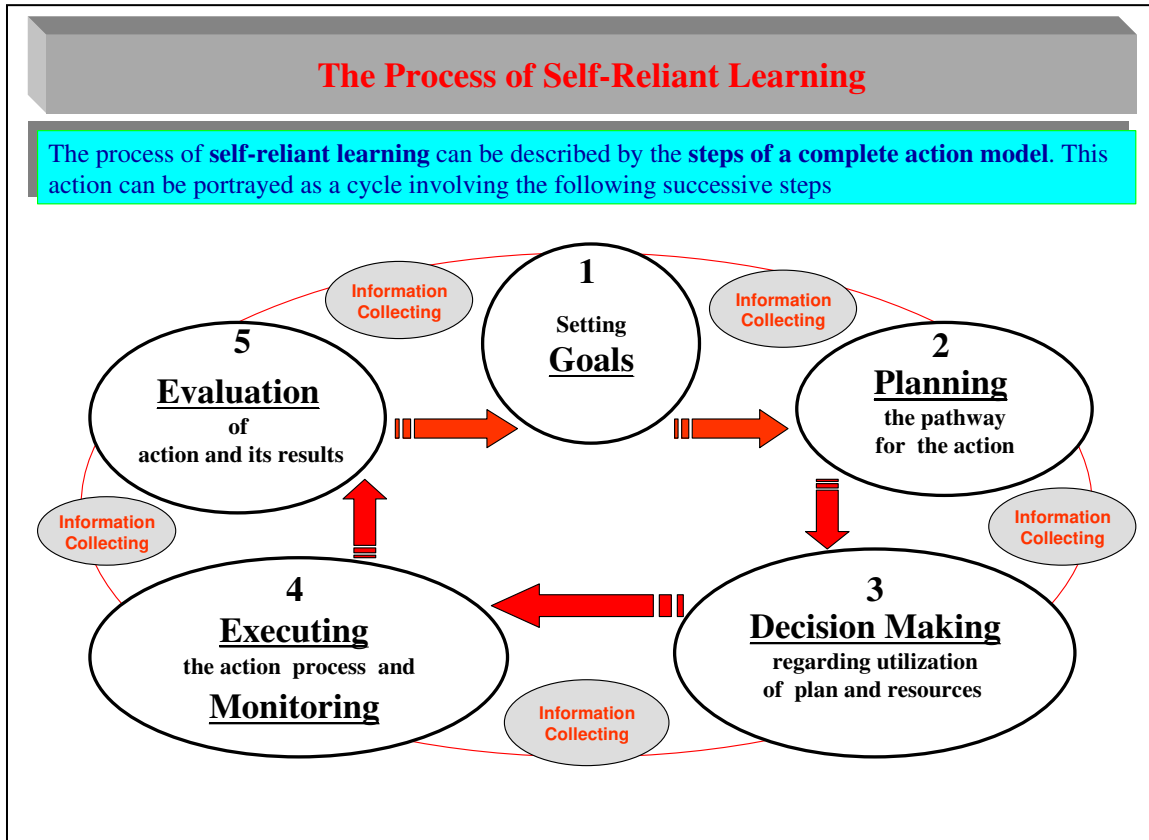 The Process of Self-Reliant Learning
The process of self-reliant learning can be described by the steps of a complete action model. This
action can be portrayed as a cycle involving the following successive steps
1
Setting
Goals
Information
Collecting
2
Planning
the pathway
for the action
Information
Collecting
3
Decision Making
regarding utilization
of plan and resources
Information
Collecting
4
Executing
the action process and
Monitoring
Information
Collecting
5
Evaluation
of
action and its results
Information
Collecting